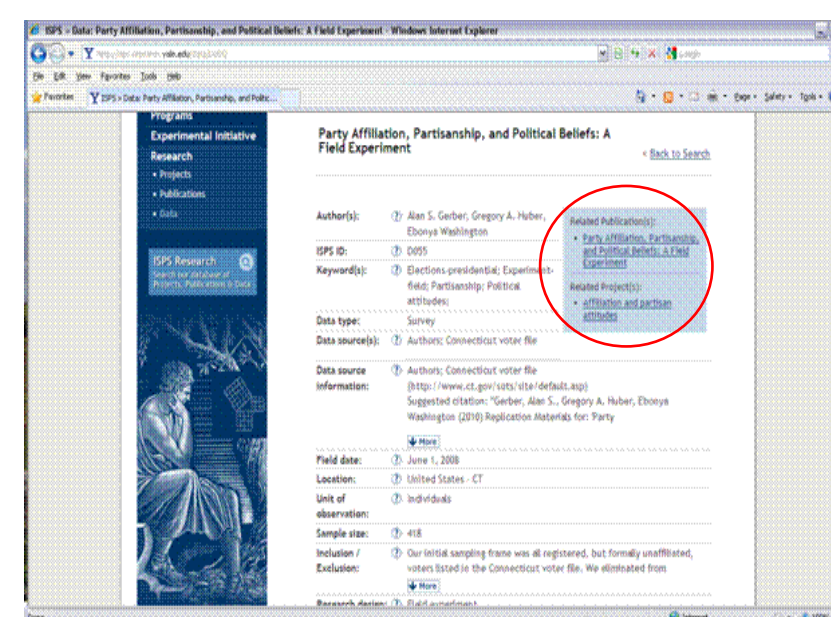 ISPS » Data: Party Affiliation, Partisanship, and Political Beliefs: A Field Experiment - Windows Internet Explorer
yale.edu
Google
File Edit View Favorites Tools Help
Favorites ISPS » Data: Party Affiliation, Partisanship, and Politic...
Page Safety Tools
Programs
Experimental Initiative
Research
• Projects
• Publications
• Data
ISPS Research
Search our database of
Projects, Publications & Data
Party Affiliation, Partisanship, and Political Beliefs: A
Field Experiment
< Back to Search
Author(s): Alan S. Gerber, Gregory A. Huber,
Ebonya Washington
ISPS ID: D055
Keyword(s): Elections-presidential; Experiment-
field; Partisanship; Political
attitudes;
Data type: Survey
Data source(s): Authors; Connecticut voter file
Related Publication(s):
• Party Affiliation, Partisanship,
and Political Beliefs: A Field
Experiment
Related Project(s):
• Affiliation and partisan
attitudes
Data source Authors; Connecticut voter file
information: (http://www.ct.gov/sots/site/default.asp)
Suggested citation: "Gerber, Alan S., Gregory A. Huber, Ebonya
Washington (2010) Replication Materials for: 'Party
More
Field date: June 1, 2008
Location: United States - CT
Unit of Individuals
observation:
Sample size: 418
Inclusion / Our initial sampling frame was all registered, but formally unaffiliated,
Exclusion: voters listed in the Connecticut voter file. We eliminated from
More
Research design: Field experiment
Internet 100%